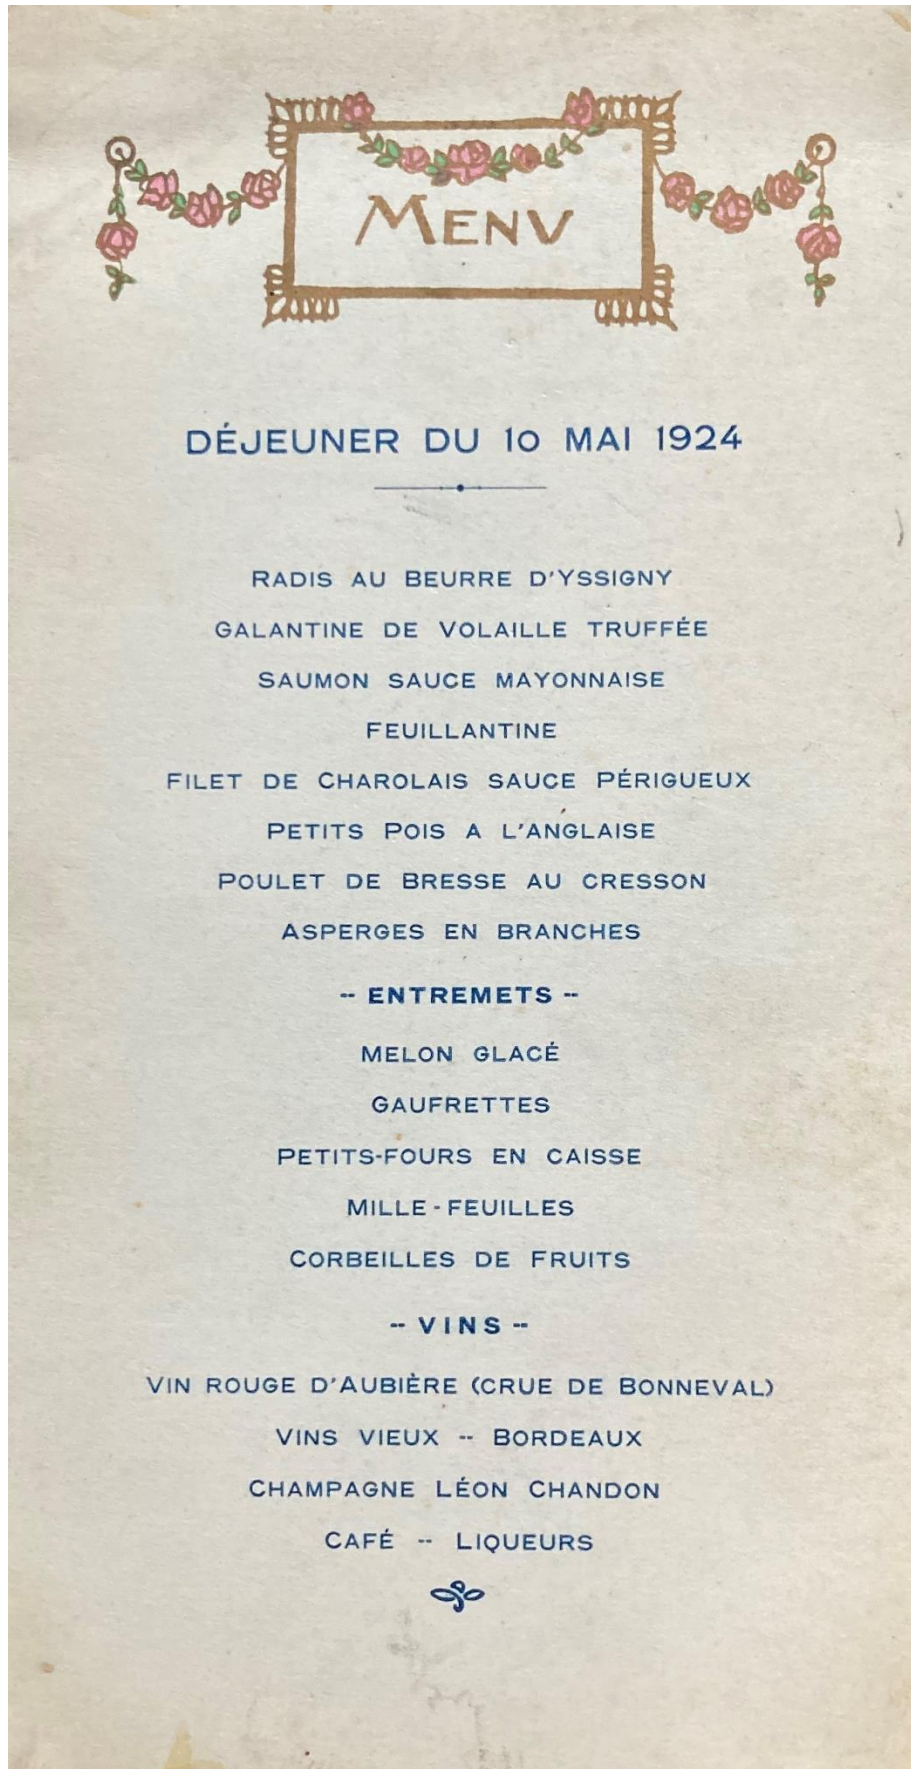 MENV
DÉJEUNER DU 10 MAI 1924
RADIS AU BEURRE D'YSSIGNY
GALANTINE DE VOLAILLE TRUFFÉE
SAUMON SAUCE MAYONNAISE
FEUILLANTINE
FILET DE CHAROLAIS SAUCE PÉRIGUEUX
PETITS POIS A L'ANGLAISE
POULET DE BRESSE AU CRESSON
ASPERGES EN BRANCHES
-- ENTREMETS --
MELON GLACÉ
GAUFRETTES
PETITS-FOURS EN CAISSE
MILLE-FEUILLES
CORBEILLES DE FRUITS
-- VINS --
VIN ROUGE D'AUBIÈRE (CRUE DE BONNEVAL)
VINS VIEUX -- BORDEAUX
CHAMPAGNE LÉON CHANDON
CAFÉ -- LIQUEURS